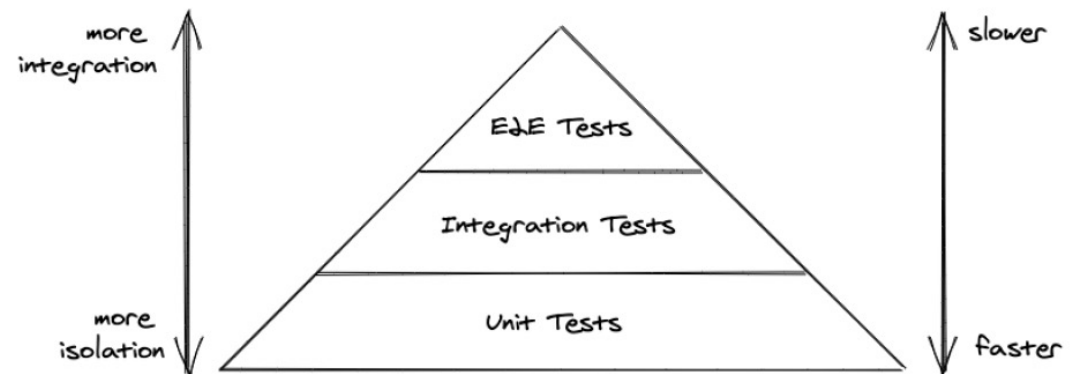 more
integration
slower
E2E Tests
Integration Tests
Unit Tests
more
isolation
faster